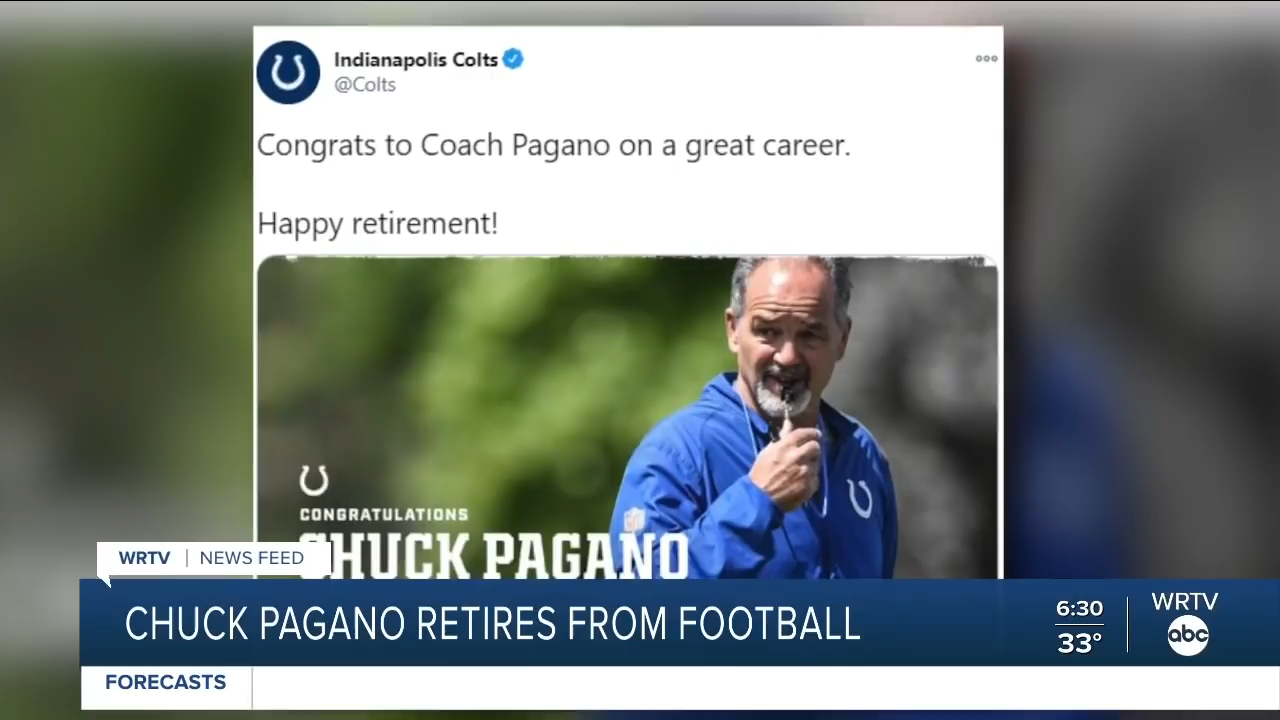 Indianapolis Colts
@Colts
Congrats to Coach Pagano on a great career.
Happy retirement!
CONGRATULATIONS
CHUCK PAGANO
WRTV | NEWS FEED
CHUCK PAGANO RETIRES FROM FOOTBALL
6:30
33°
WRTV
abc
FORECASTS